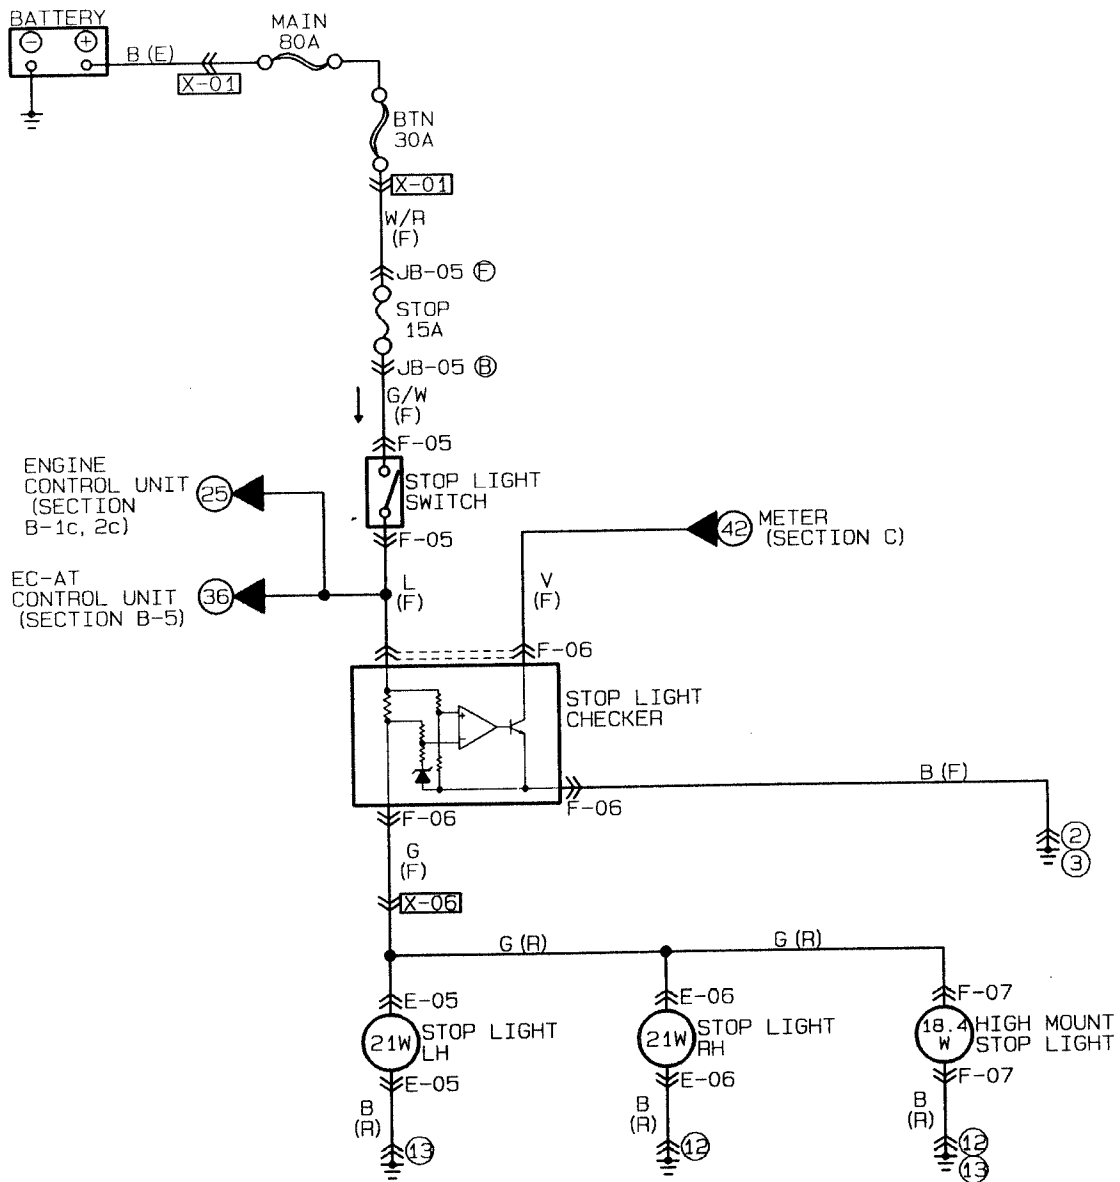 BATTERY
− +
B (E)
X-01
MAIN
80A
BTN
30A
X-01
W/R
(F)
JB-05 F
STOP
15A
JB-05 B
G/W
(F)
F-05
STOP LIGHT
SWITCH
F-05
ENGINE
CONTROL UNIT
(SECTION
B-1c, 2c)
25
EC-AT
CONTROL UNIT
(SECTION B-5)
36
L
(F)
V
(F)
42
METER
(SECTION C)
F-06
STOP LIGHT
CHECKER
+
−
F-06
B (F)
2
3
F-06
G
(F)
X-06
G (R)
G (R)
E-05
21W
STOP LIGHT
LH
E-05
B
(R)
13
E-06
21W
STOP LIGHT
RH
E-06
B
(R)
12
F-07
18.4
W
HIGH MOUNT
STOP LIGHT
F-07
B
(R)
12
13